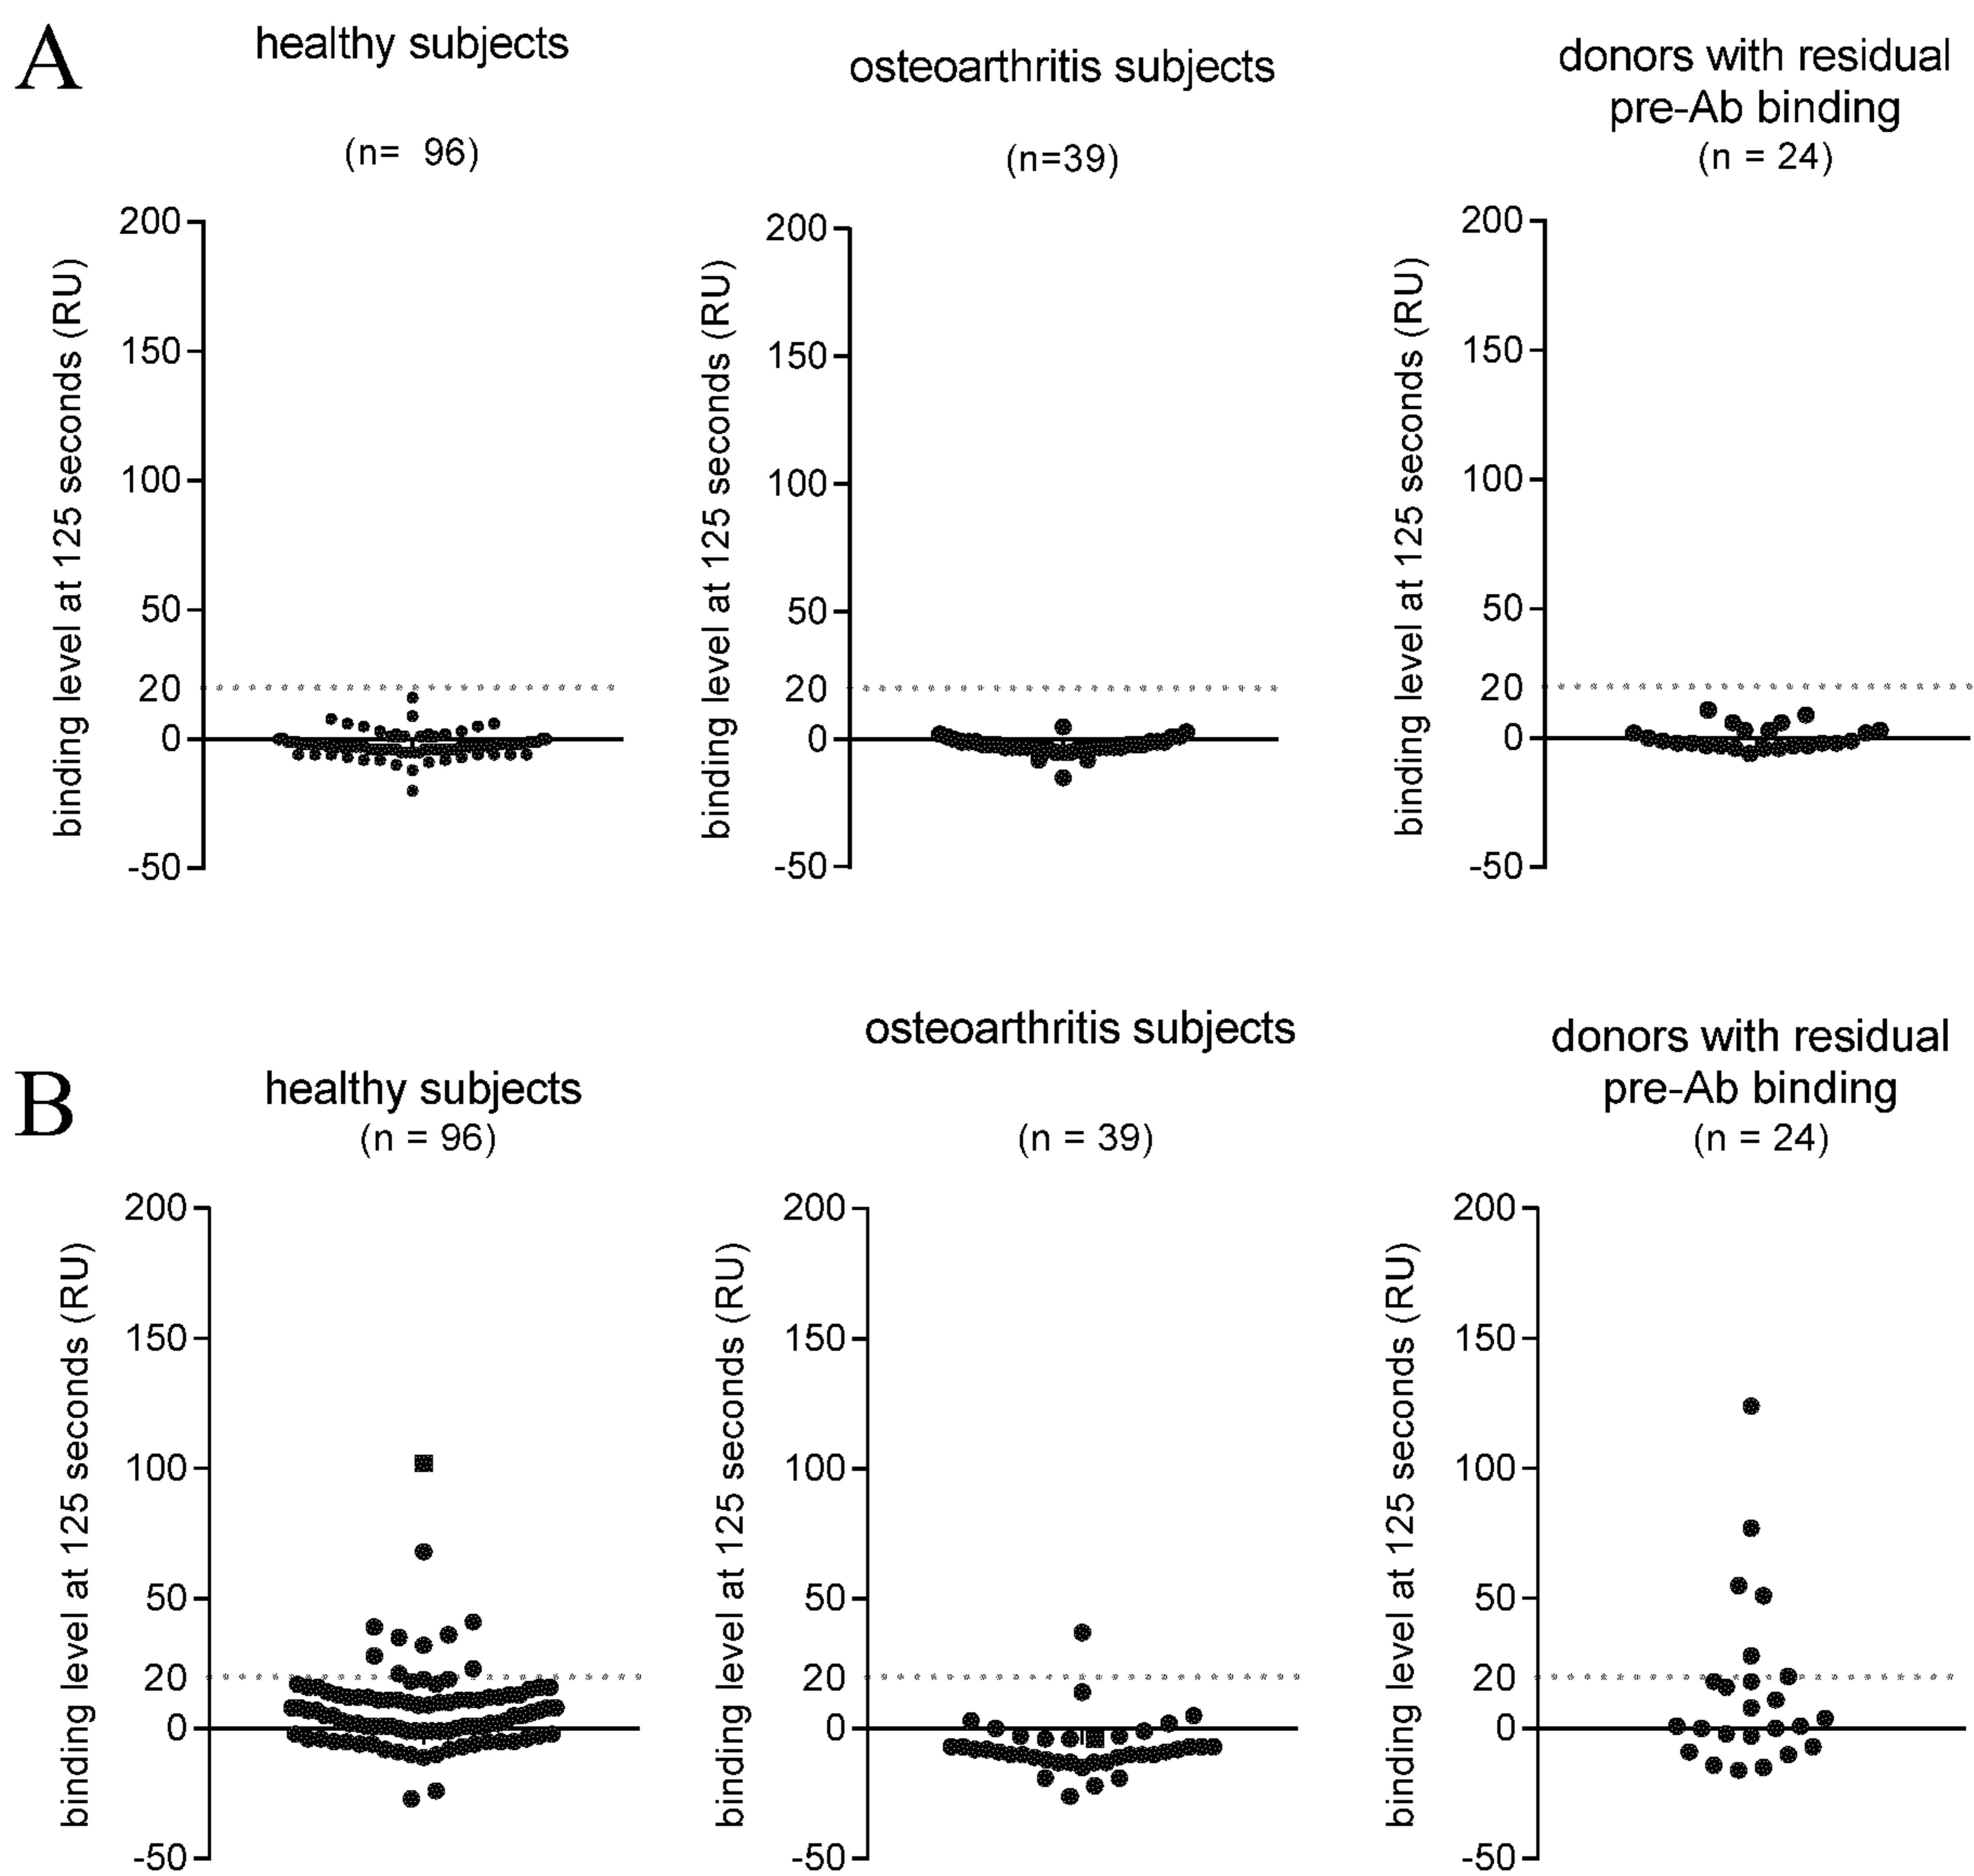 A
healthy subjects
(n=  96)
200
150
100
50
20
0
-50
binding level at 125 seconds (RU)
osteoarthritis subjects
(n=39)
200
150
100
50
20
0
-50
binding level at 125 seconds (RU)
donors with residual
pre-Ab binding
(n = 24)
200
150
100
50
20
0
-50
binding level at 125 seconds (RU)
B
healthy subjects
(n = 96)
200
150
100
50
20
0
-50
binding level at 125 seconds (RU)
osteoarthritis subjects
(n = 39)
200
150
100
50
20
0
-50
binding level at 125 seconds (RU)
donors with residual
pre-Ab binding
(n = 24)
200
150
100
50
20
0
-50
binding level at 125 seconds (RU)